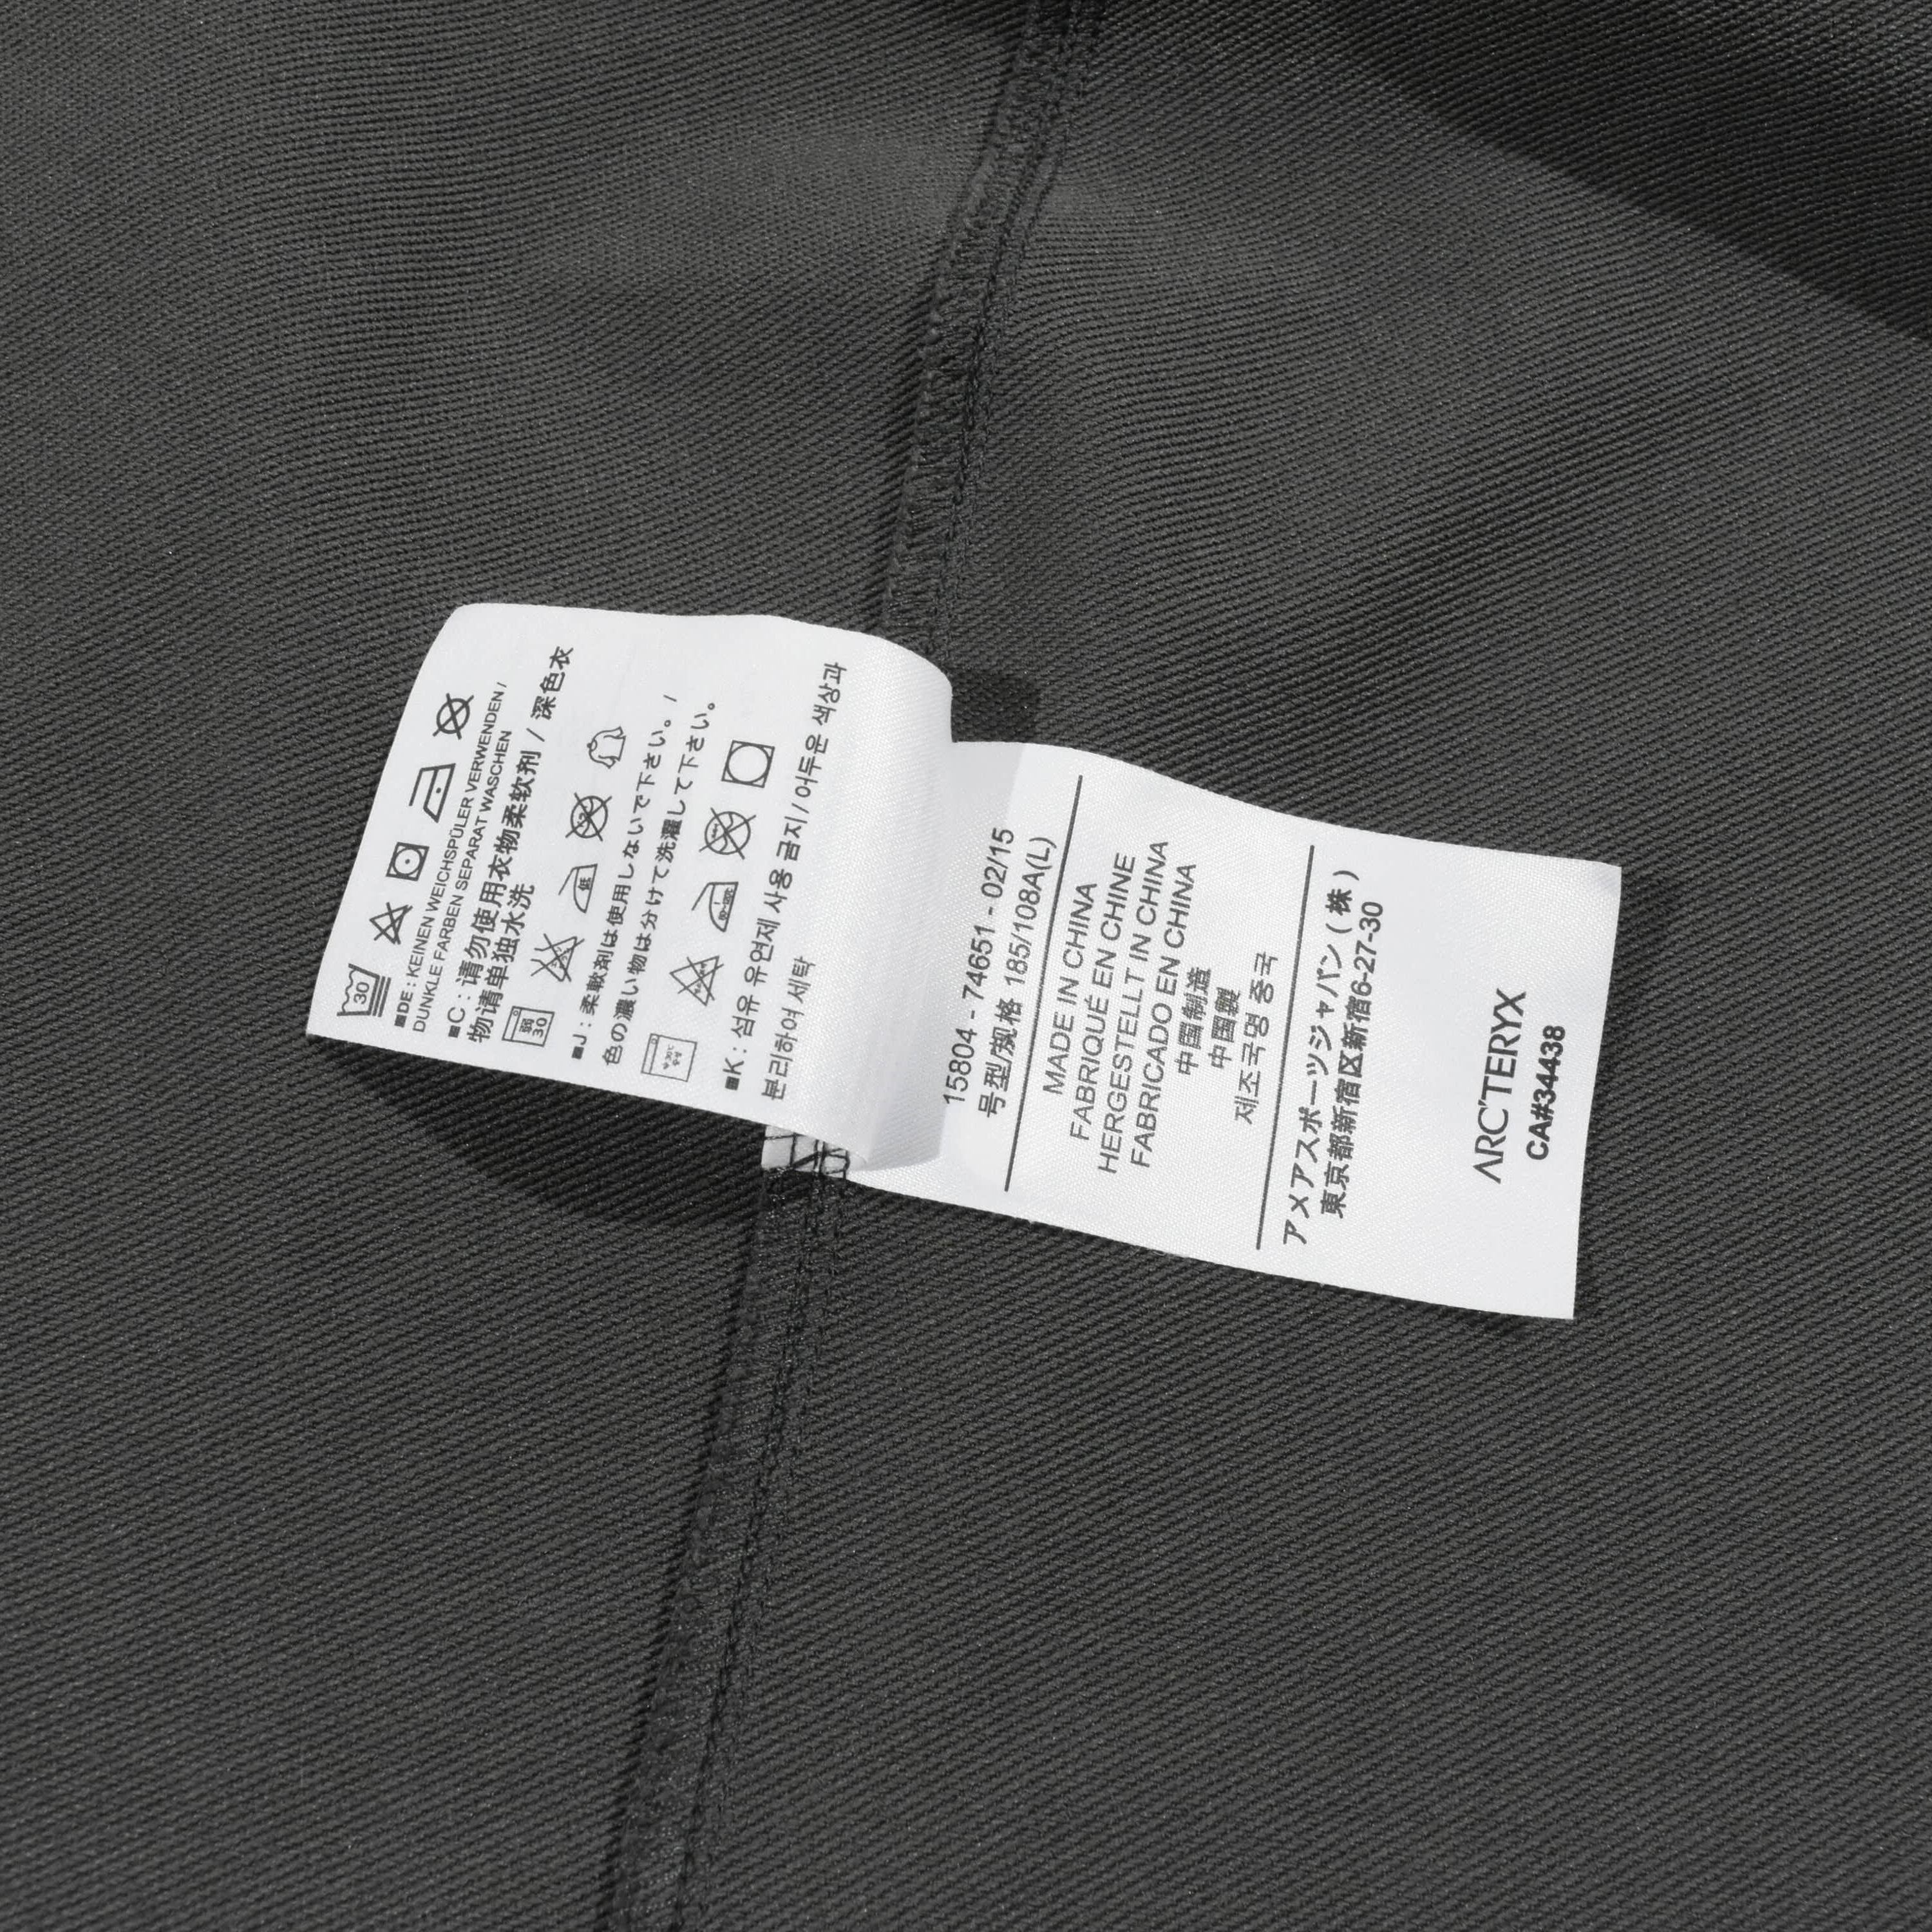 ■DE : KEINEN WEICHSPÜLER VERWENDEN /
DUNKLE FARBEN SEPARAT WASCHEN
■C : 请勿使用衣物柔软剂 / 深色衣
物请单独水洗
■J : 柔軟剤は使用しないで下さい。 /
色の濃い物は分けて洗濯して下さい。
■K : 섬유 유연제 사용 금지 / 어두운 색상과
분리하여 세탁
30
弱
30
低
15804 - 74651 - 02/15
号型/规格 185/108A(L)
MADE IN CHINA
FABRIQUÉ EN CHINE
HERGESTELLT IN CHINA
FABRICADO EN CHINA
中国制造
中国製
제조국명 중국
アメアスポーツジャパン ( 株 )
東京都新宿区新宿6-27-30
ARC'TERYX
CA#34438